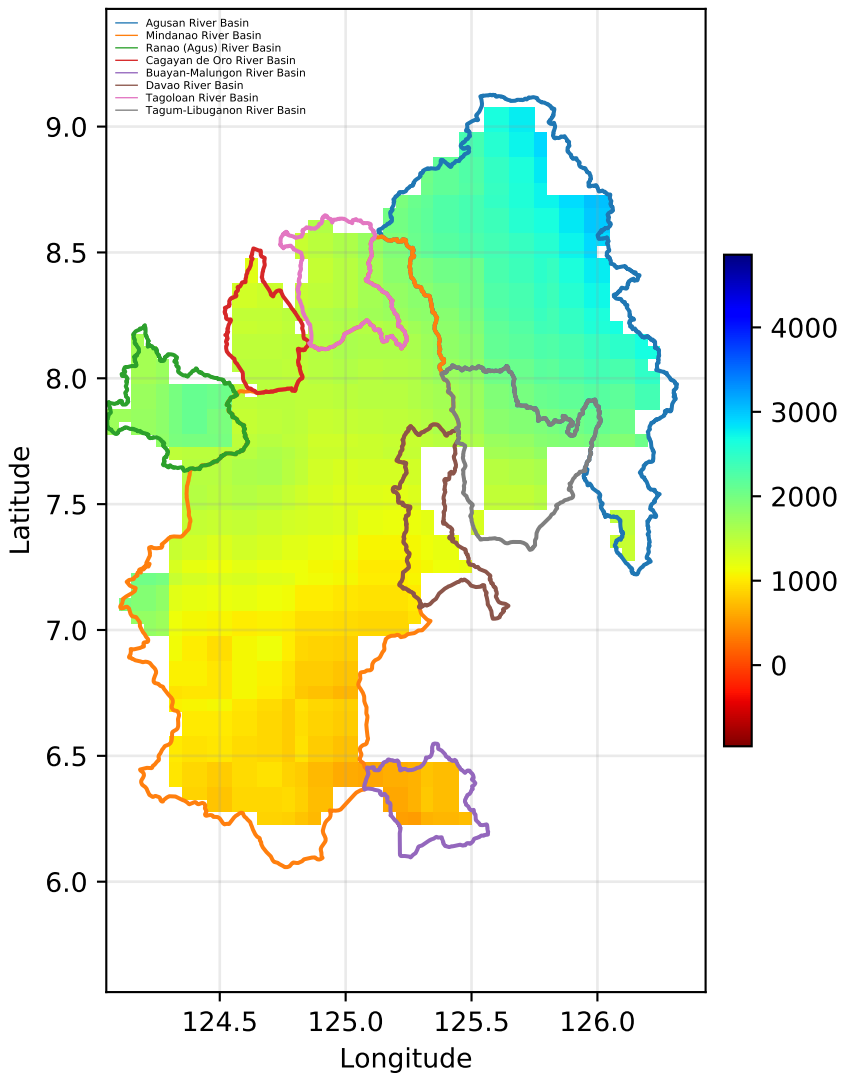 Agusan River Basin
Mindanao River Basin
Ranao (Agus) River Basin
Cagayan de Oro River Basin
Buayan-Malungon River Basin
Davao River Basin
Tagoloan River Basin
Tagum-Libuganon River Basin
9.0
8.5
8.0
7.5
7.0
6.5
6.0
Latitude
124.5 125.0 125.5 126.0
Longitude
4000
3000
2000
1000
0